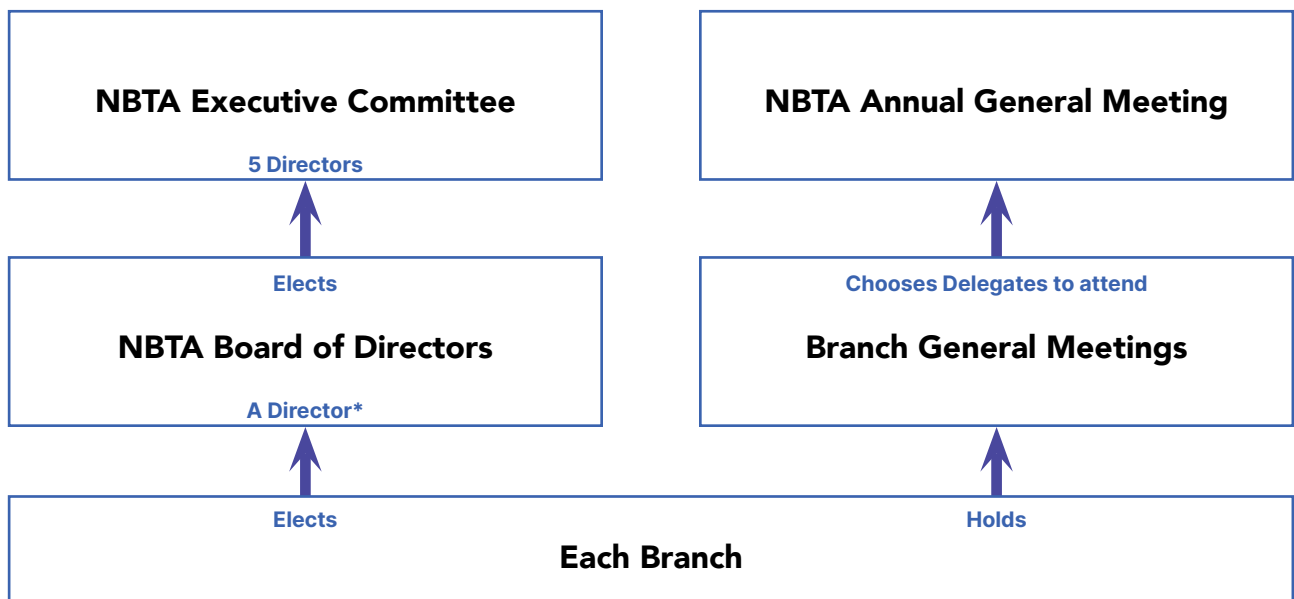 NBTA Executive Committee
5 Directors
NBTA Annual General Meeting
Elects
NBTA Board of Directors
A Director*
Chooses Delegates to attend
Branch General Meetings
Elects
Holds
Each Branch